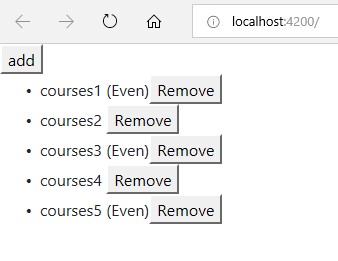 localhost:4200/
add
• courses1 (Even) Remove
• courses2 Remove
• courses3 (Even) Remove
• courses4 Remove
• courses5 (Even) Remove